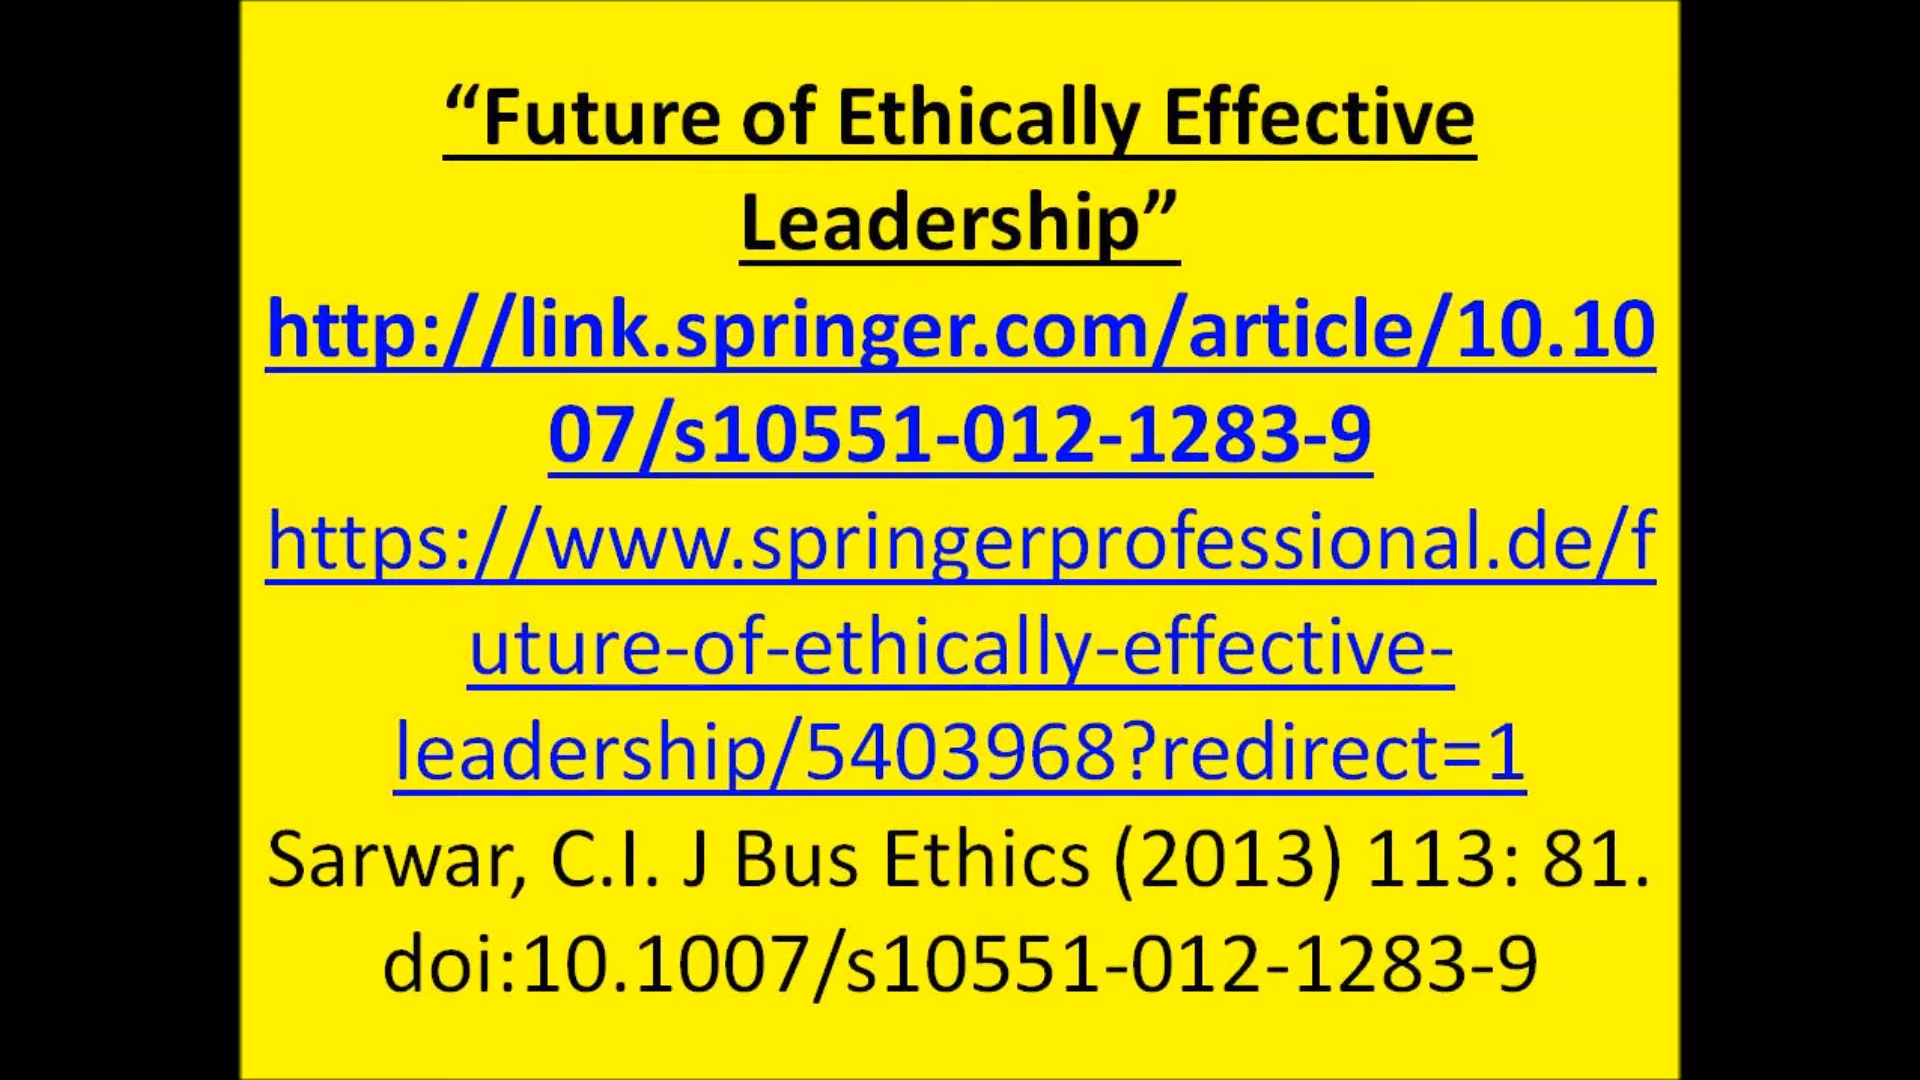 “Future of Ethically Effective
Leadership”
http://link.springer.com/article/10.10
07/s10551-012-1283-9
https://www.springerprofessional.de/f
uture-of-ethically-effective-
leadership/5403968?redirect=1
Sarwar, C.I. J Bus Ethics (2013) 113: 81.
doi:10.1007/s10551-012-1283-9